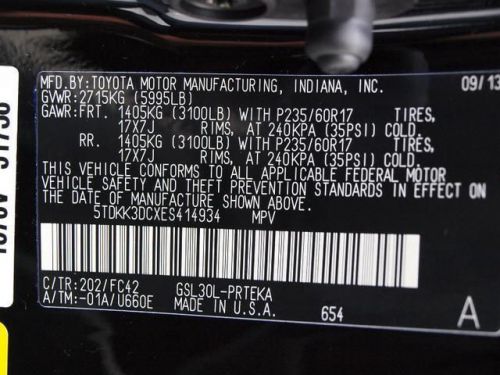 MFD.BY:TOYOTA MOTOR MANUFACTURING, INDIANA, INC. 09/13
GVWR:2715KG (5995LB)
GAWR:FRT. 1405KG (3100LB) WITH P235/60R17 TIRES,
17X7J RIMS, AT 240KPA (35PSI) COLD.
RR. 1405KG (3100LB) WITH P235/60R17 TIRES,
17X7J RIMS, AT 240KPA (35PSI) COLD.
THIS VEHICLE CONFORMS TO ALL APPLICABLE FEDERAL MOTOR
VEHICLE SAFETY AND THEFT PREVENTION STANDARDS IN EFFECT ON
THE DATE OF MANUFACTURE SHOWN ABOVE.
5TDKK3DCXES414934 MPV
C/TR:202/FC42 GSL30L-PRTEKA
A/TM:-01A/U660E MADE IN U.S.A. 654 A